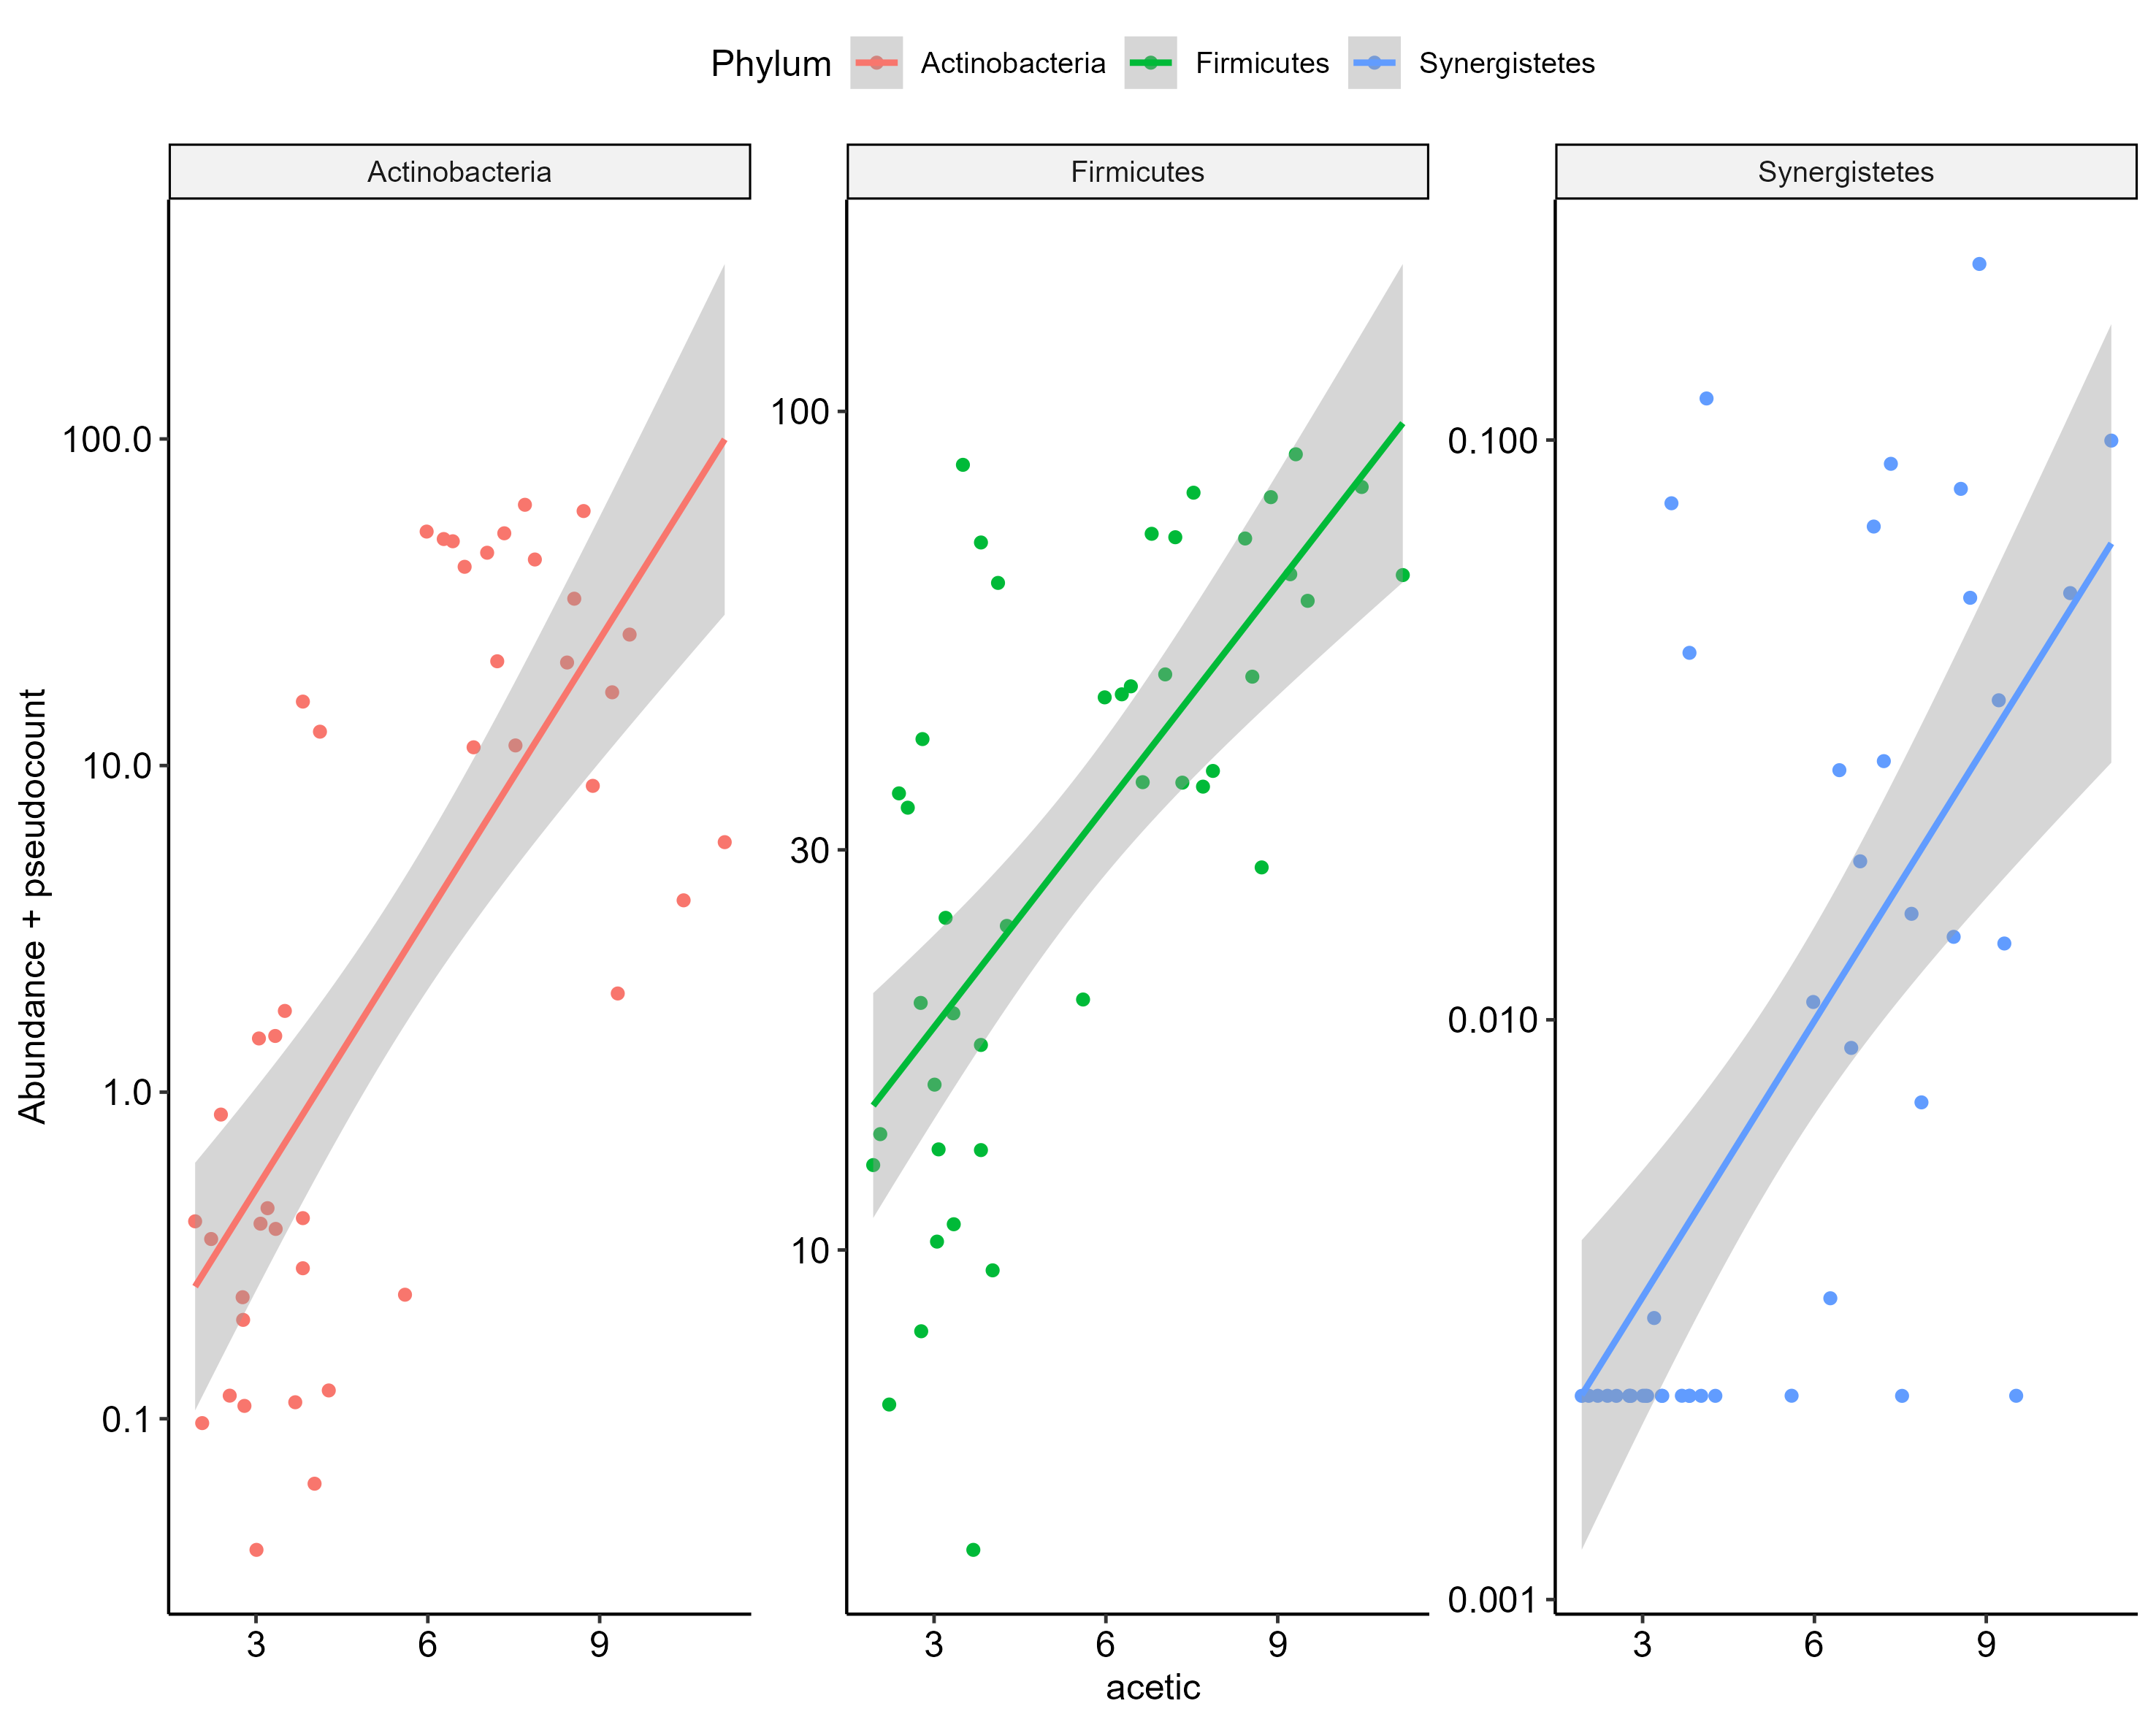 Phylum Actinobacteria Firmicutes Synergistetes
Actinobacteria Firmicutes Synergistetes
Abundance + pseudocount
100.0
10.0
1.0
0.1
100
30
10
0.100
0.010
0.001
3 6 9
3 6 9
3 6 9
acetic